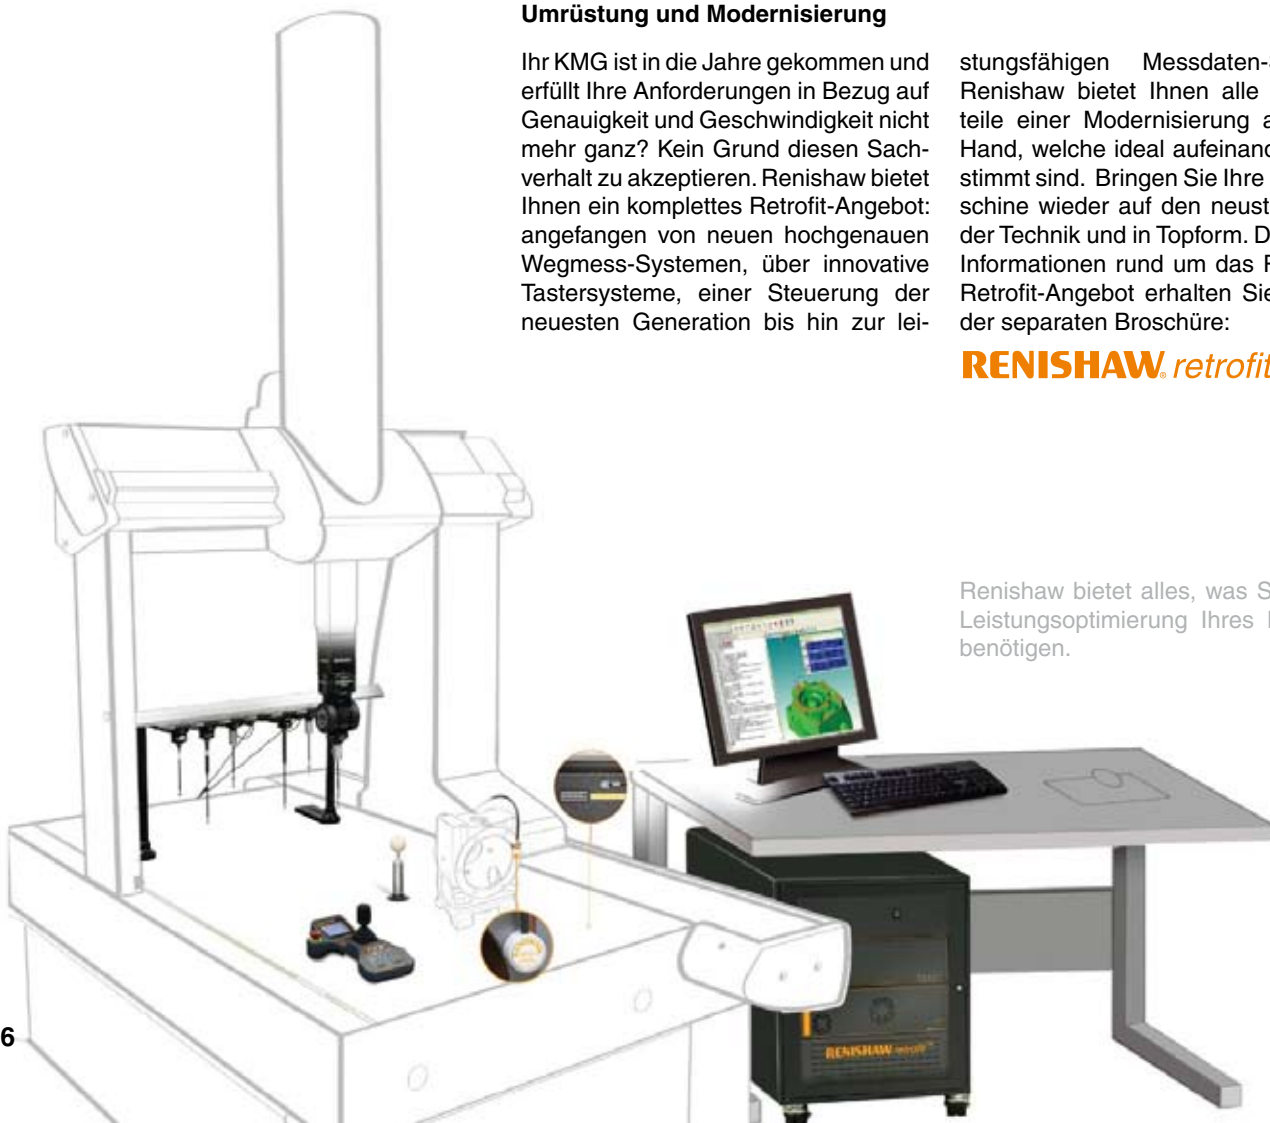 Umrüstung und Modernisierung
Ihr KMG ist in die Jahre gekommen und
erfüllt Ihre Anforderungen in Bezug auf
Genauigkeit und Geschwindigkeit nicht
mehr ganz? Kein Grund diesen Sach-
verhalt zu akzeptieren. Renishaw bietet
Ihnen ein komplettes Retrofit-Angebot:
angefangen von neuen hochgenauen
Wegmess-Systemen, über innovative
Tastersysteme, einer Steuerung der
neuesten Generation bis hin zur lei-
stungsfähigen Messdaten-
Renishaw bietet Ihnen alle
teile einer Modernisierung a
Hand, welche ideal aufeinand
stimmt sind. Bringen Sie Ihre
schine wieder auf den neust
der Technik und in Topform. D
Informationen rund um das
Retrofit-Angebot erhalten Sie
der separaten Broschüre:
RENISHAW® retrofit
Renishaw bietet alles, was S
Leistungsoptimierung Ihres
benötigen.
RENISHAW retrofit™
6